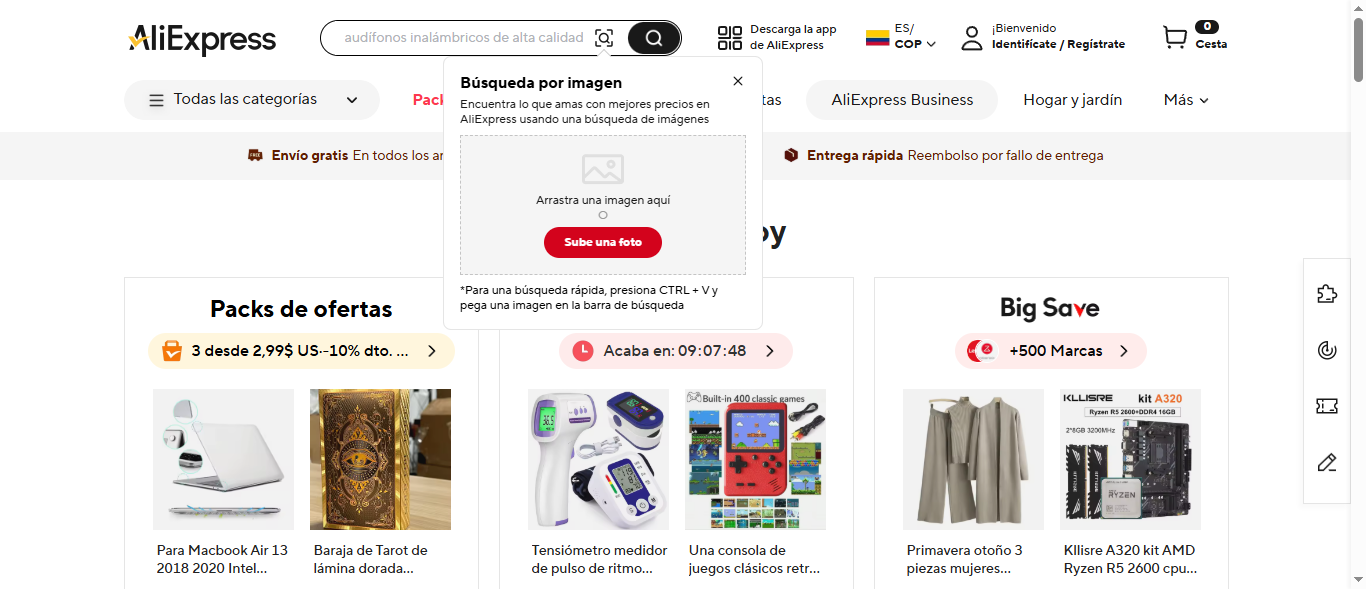 AliExpress
audífonos inalámbricos de alta calidad
Descarga la app
de AliExpress
ES/
COP
¡Bienvenido
Identifícate / Regístrate
0
Cesta
Búsqueda por imagen
Encuentra lo que amas con mejores precios en
AliExpress usando una búsqueda de imágenes
Arrastra una imagen aquí
O
Sube una foto
*Para una búsqueda rápida, presiona CTRL + V y
pega una imagen en la barra de búsqueda
Todas las categorías
Pack
tas
AliExpress Business
Hogar y jardín
Más
Envío gratis En todos los ar
Entrega rápida Reembolso por fallo de entrega
oy
Packs de ofertas
3 desde 2,99$ US·-10% dto. ...
Acaba en: 09:07:48
Big Save
+500 Marcas
36.5
Built-in 400 classic games
KLLISRE kit A320
Ryzen R5 2600+DDR4 16GB
2*8GB 3200MHz
RYZEN
Para Macbook Air 13
2018 2020 Intel...
Baraja de Tarot de
lámina dorada...
Tensiómetro medidor
de pulso de ritmo...
Una consola de
juegos clásicos retr...
Primavera otoño 3
piezas mujeres...
Kllisre A320 kit AMD
Ryzen R5 2600 cpu...